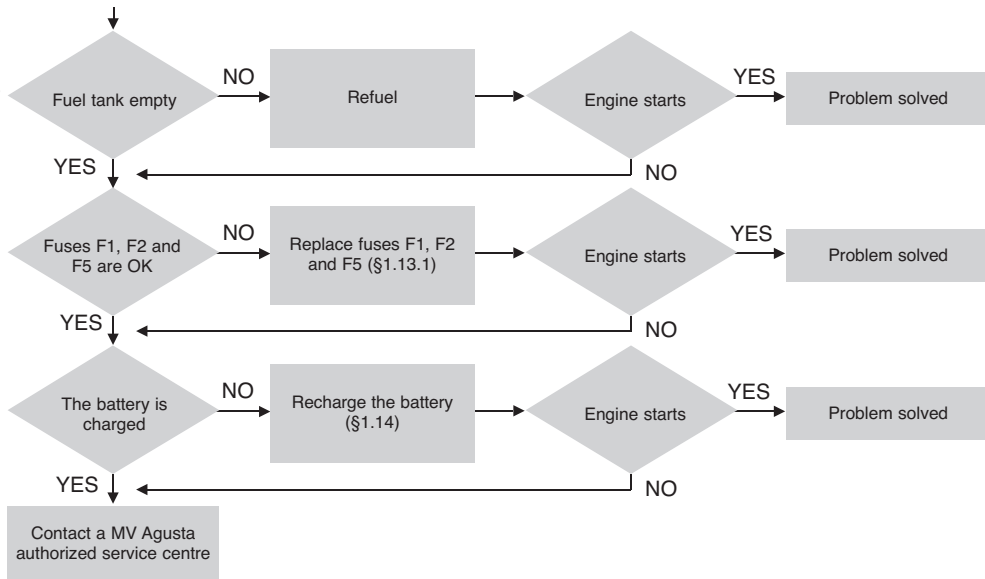 Fuel tank empty
NO
Refuel
Engine starts
YES
Problem solved
YES
NO
Fuses F1, F2 and
F5 are OK
NO
Replace fuses F1, F2
and F5 (§1.13.1)
Engine starts
YES
Problem solved
YES
NO
The battery is
charged
NO
Recharge the battery
(§1.14)
Engine starts
YES
Problem solved
YES
NO
Contact a MV Agusta
authorized service centre